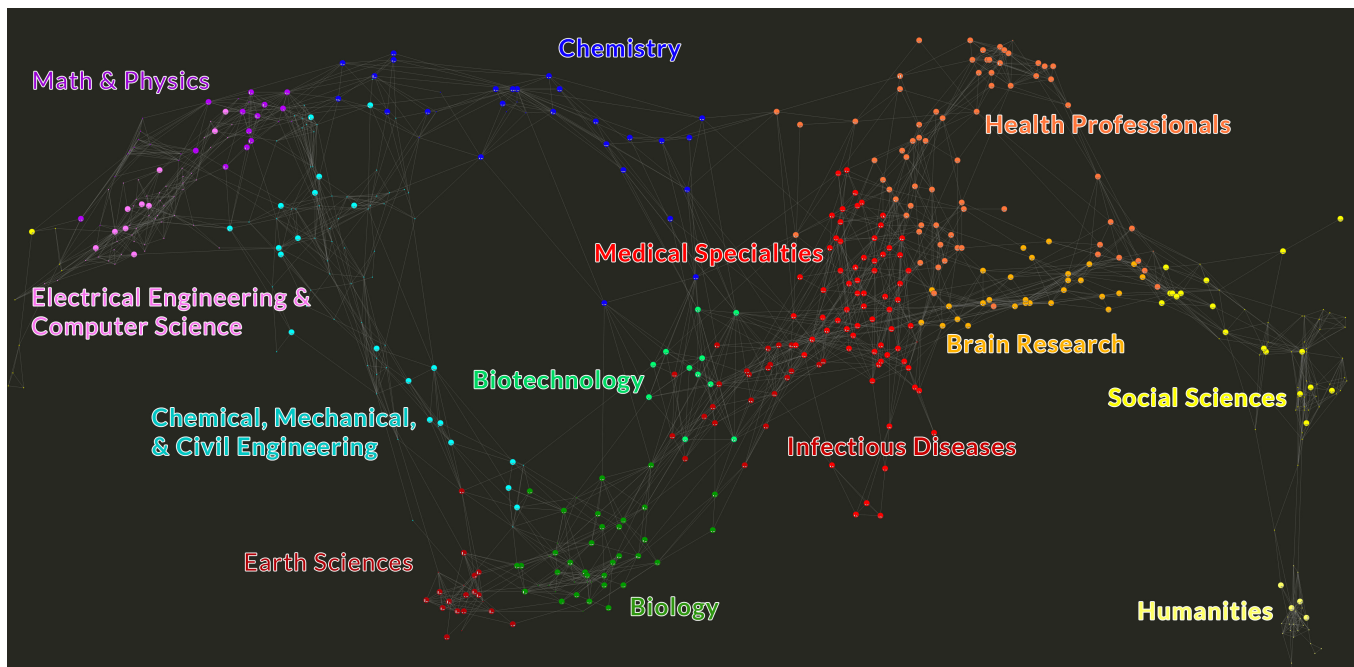 Chemistry
Math & Physics
Health Professionals
Medical Specialties
Electrical Engineering &
Computer Science
Brain Research
Biotechnology
Social Sciences
Chemical, Mechanical,
& Civil Engineering
Infectious Diseases
Earth Sciences
Biology
Humanities